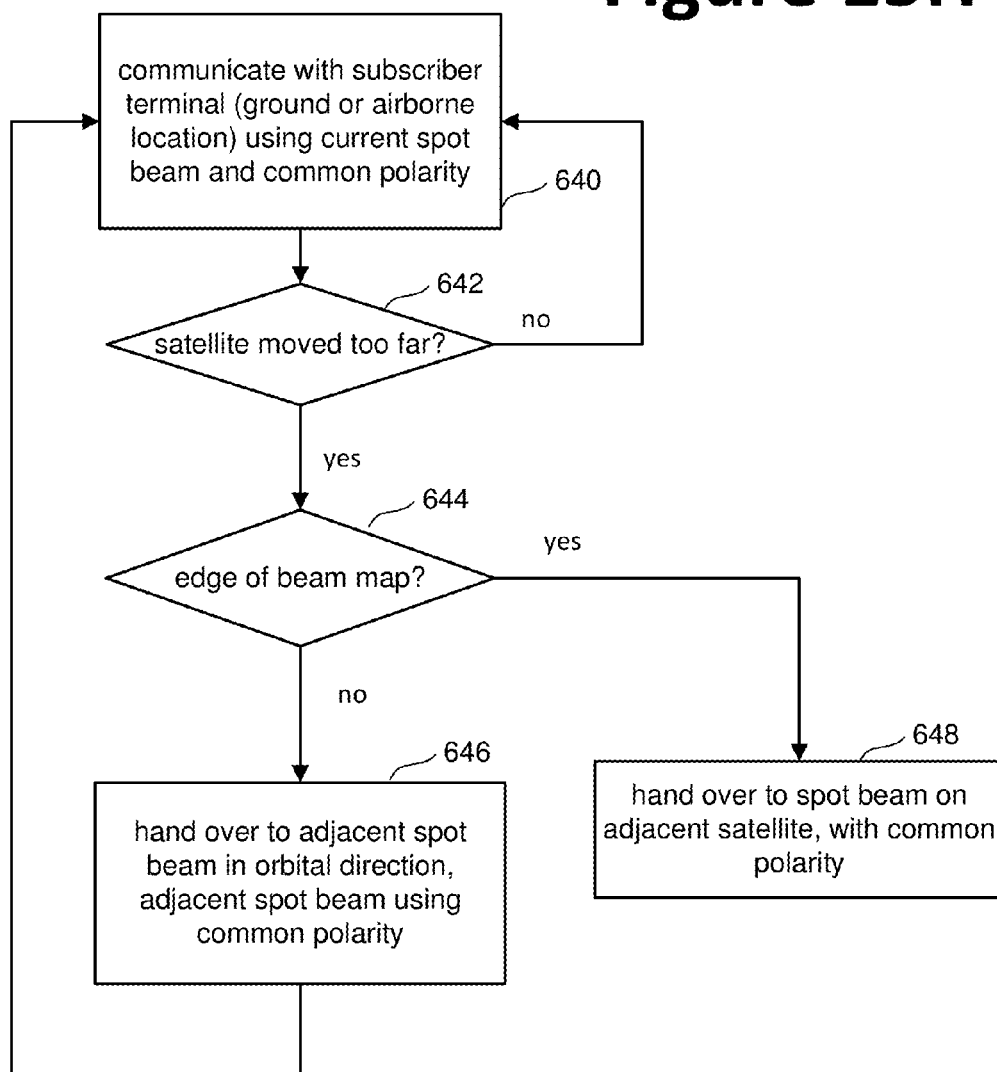 communicate with subscriber
terminal (ground or airborne
location) using current spot
beam and common polarity
640
642
satellite moved too far?
no
yes
644
edge of beam map?
yes
no
646
648
hand over to adjacent spot
beam in orbital direction,
adjacent spot beam using
common polarity
hand over to spot beam on
adjacent satellite, with common
polarity